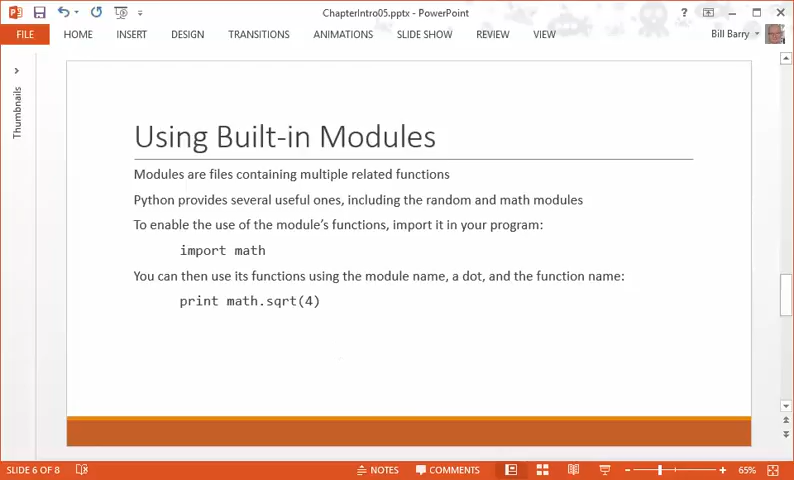 ChapterIntro05.pptx - PowerPoint
?
FILE HOME INSERT DESIGN TRANSITIONS ANIMATIONS SLIDE SHOW REVIEW VIEW Bill Barry
Thumbnails
Using Built-in Modules
Modules are files containing multiple related functions
Python provides several useful ones, including the random and math modules
To enable the use of the module's functions, import it in your program:
import math
You can then use its functions using the module name, a dot, and the function name:
print math.sqrt(4)
SLIDE 6 OF 8 NOTES COMMENTS 65%